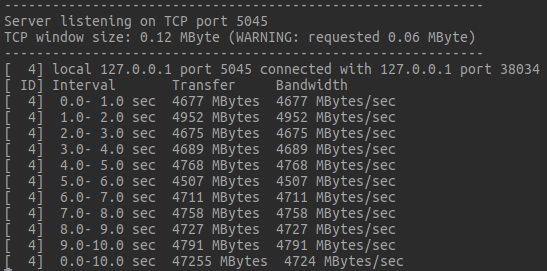 ------------------------------------------------------------
Server listening on TCP port 5045
TCP window size: 0.12 MByte (WARNING: requested 0.06 MByte)
------------------------------------------------------------
[  4] local 127.0.0.1 port 5045 connected with 127.0.0.1 port 38034
[ ID] Interval       Transfer     Bandwidth
[  4]  0.0- 1.0 sec  4677 MBytes  4677 MBytes/sec
[  4]  1.0- 2.0 sec  4952 MBytes  4952 MBytes/sec
[  4]  2.0- 3.0 sec  4675 MBytes  4675 MBytes/sec
[  4]  3.0- 4.0 sec  4689 MBytes  4689 MBytes/sec
[  4]  4.0- 5.0 sec  4768 MBytes  4768 MBytes/sec
[  4]  5.0- 6.0 sec  4507 MBytes  4507 MBytes/sec
[  4]  6.0- 7.0 sec  4711 MBytes  4711 MBytes/sec
[  4]  7.0- 8.0 sec  4758 MBytes  4758 MBytes/sec
[  4]  8.0- 9.0 sec  4727 MBytes  4727 MBytes/sec
[  4]  9.0-10.0 sec  4791 MBytes  4791 MBytes/sec
[  4]  0.0-10.0 sec  47255 MBytes  4724 MBytes/sec